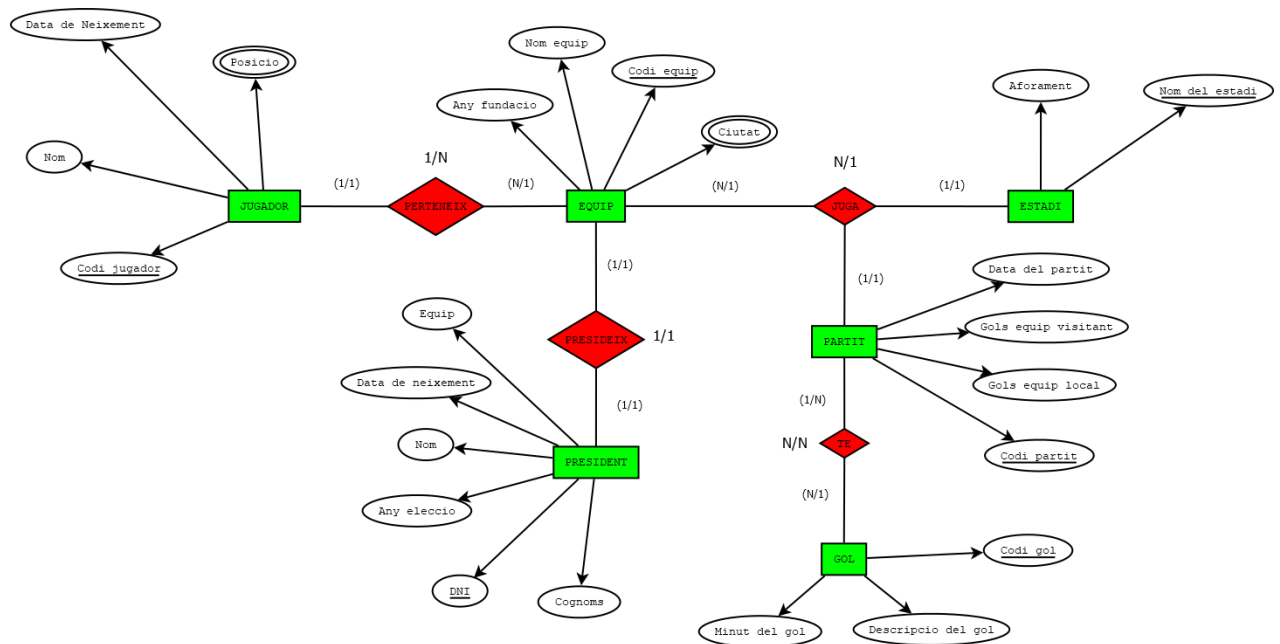 Data de Neixement
Posicio
Nom equip
Codi equip
Any fundacio
Ciutat
Aforament
Nom del estadi
Nom
1/N
N/1
(1/1)
(N/1)
(N/1)
(1/1)
JUGADOR
PERTENEIX
EQUIP
JUGA
ESTADI
Codi jugador
(1/1)
(1/1)
Data del partit
Equip
PRESIDEIX
1/1
PARTIT
Gols equip visitant
Data de neixement
Gols equip local
(1/1)
(1/N)
Nom
N/N
TE
Codi partit
PRESIDENT
Any eleccio
(N/1)
Codi gol
GOL
DNI
Cognoms
Minut del gol
Descripcio del gol